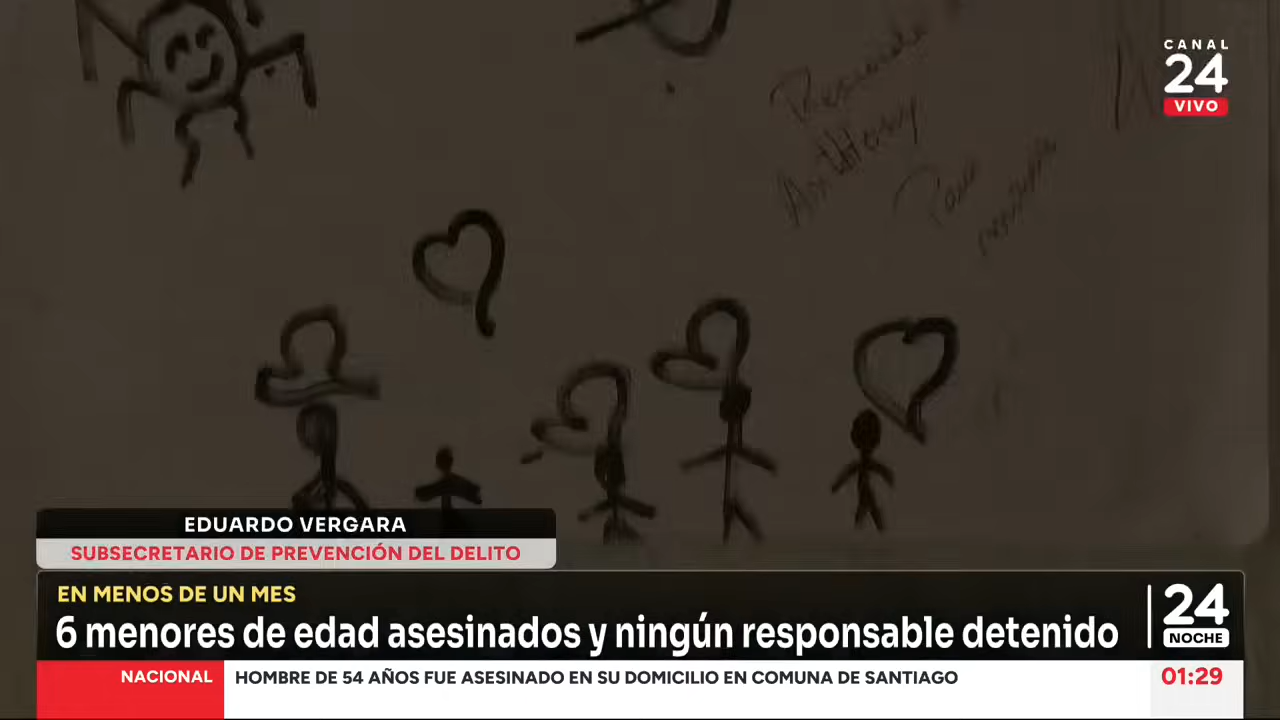 CANAL
24
VIVO
EDUARDO VERGARA
SUBSECRETARIO DE PREVENCIÓN DEL DELITO
EN MENOS DE UN MES
6 menores de edad asesinados y ningún responsable detenido
24
NOCHE
NACIONAL
HOMBRE DE 54 AÑOS FUE ASESINADO EN SU DOMICILIO EN COMUNA DE SANTIAGO
01:29